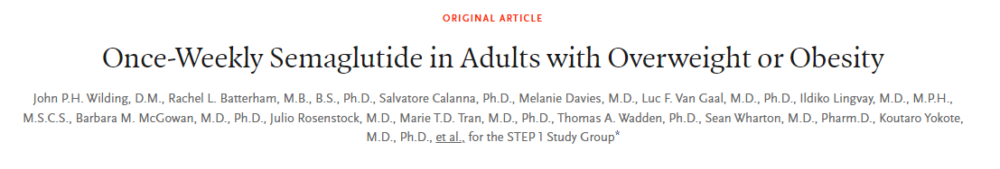 ORIGINAL ARTICLE
Once-Weekly Semaglutide in Adults with Overweight or Obesity
John P.H. Wilding, D.M., Rachel L. Batterham, M.B., B.S., Ph.D., Salvatore Calanna, Ph.D., Melanie Davies, M.D., Luc F. Van Gaal, M.D., Ph.D., Ildiko Lingvay, M.D., M.P.H.,
M.S.C.S., Barbara M. McGowan, M.D., Ph.D., Julio Rosenstock, M.D., Marie T.D. Tran, M.D., Ph.D., Thomas A. Wadden, Ph.D., Sean Wharton, M.D., Pharm.D., Koutaro Yokote,
M.D., Ph.D., et al., for the STEP 1 Study Group*